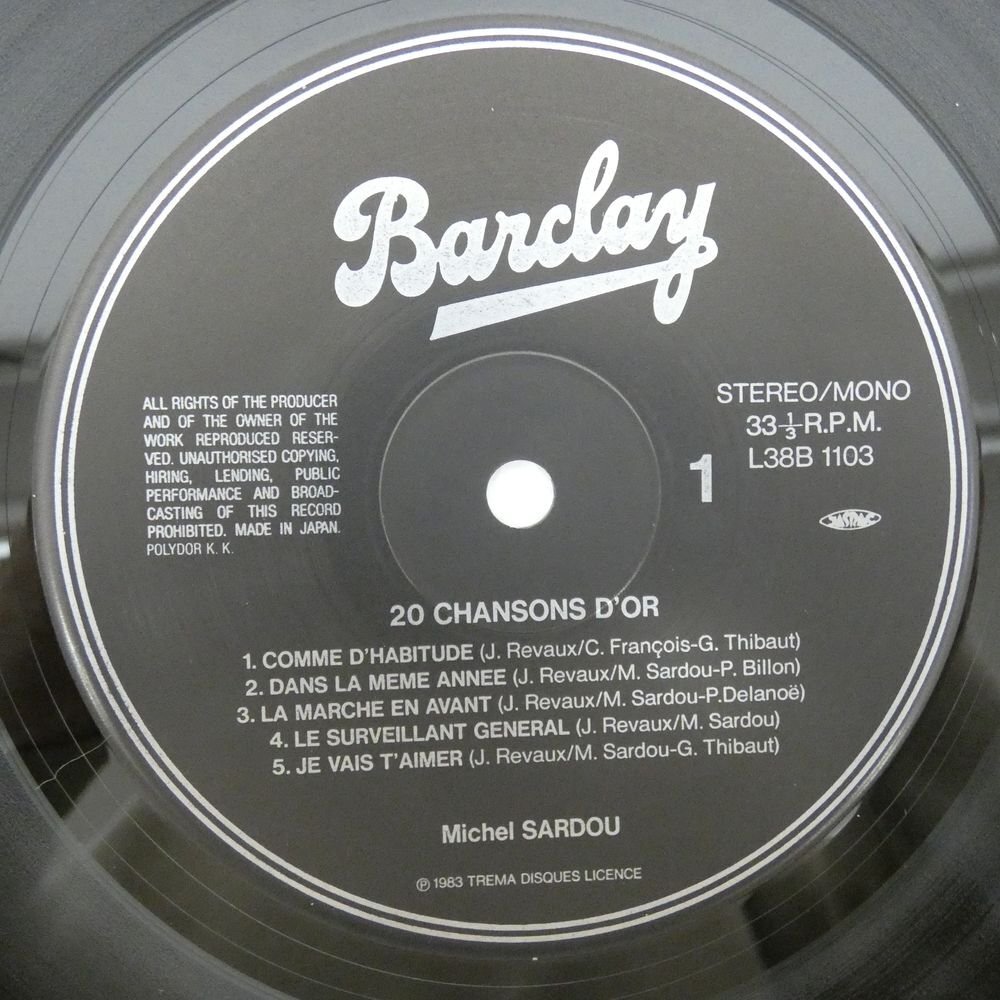 Barclay
ALL RIGHTS OF THE PRODUCER
AND OF THE OWNER OF THE
WORK REPRODUCED RESER-
VED. UNAUTHORISED COPYING,
HIRING, LENDING, PUBLIC
PERFORMANCE AND BROAD-
CASTING OF THIS RECORD
PROHIBITED. MADE IN JAPAN.
POLYDOR K. K.
STEREO/MONO
33 1/3 R.P.M.
L38B 1103
1
JASRAC
20 CHANSONS D'OR
1. COMME D'HABITUDE (J. Revaux/C. François-G. Thibaut)
2. DANS LA MEME ANNEE (J. Revaux/M. Sardou-P. Billon)
3. LA MARCHE EN AVANT (J. Revaux/M. Sardou-P.Delanoë)
4. LE SURVEILLANT GENERAL (J. Revaux/M. Sardou)
5. JE VAIS T'AIMER (J. Revaux/M. Sardou-G. Thibaut)
Michel SARDOU
℗ 1983 TREMA DISQUES LICENCE